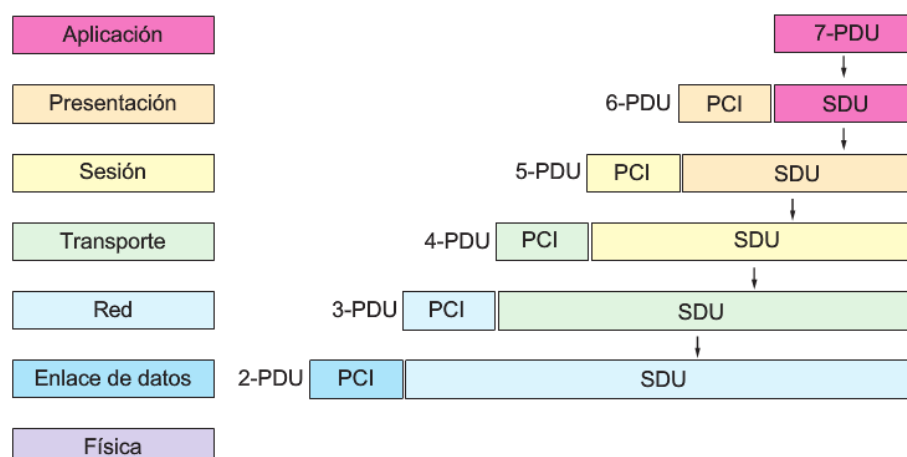 Aplicación 7-PDU
Presentación 6-PDU PCI SDU
Sesión 5-PDU PCI SDU
Transporte 4-PDU PCI SDU
Red 3-PDU PCI SDU
Enlace de datos 2-PDU PCI SDU
Física